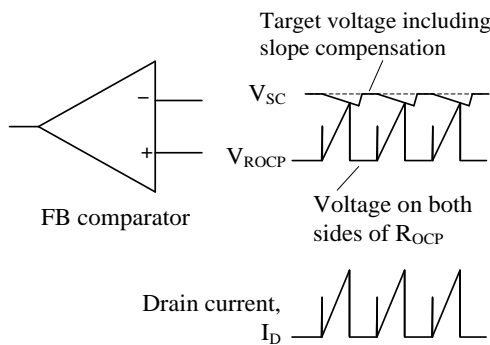 Target voltage including
slope compensation
V_SC
−
+
V_ROCP
FB comparator
Voltage on both
sides of R_OCP
Drain current,
I_D